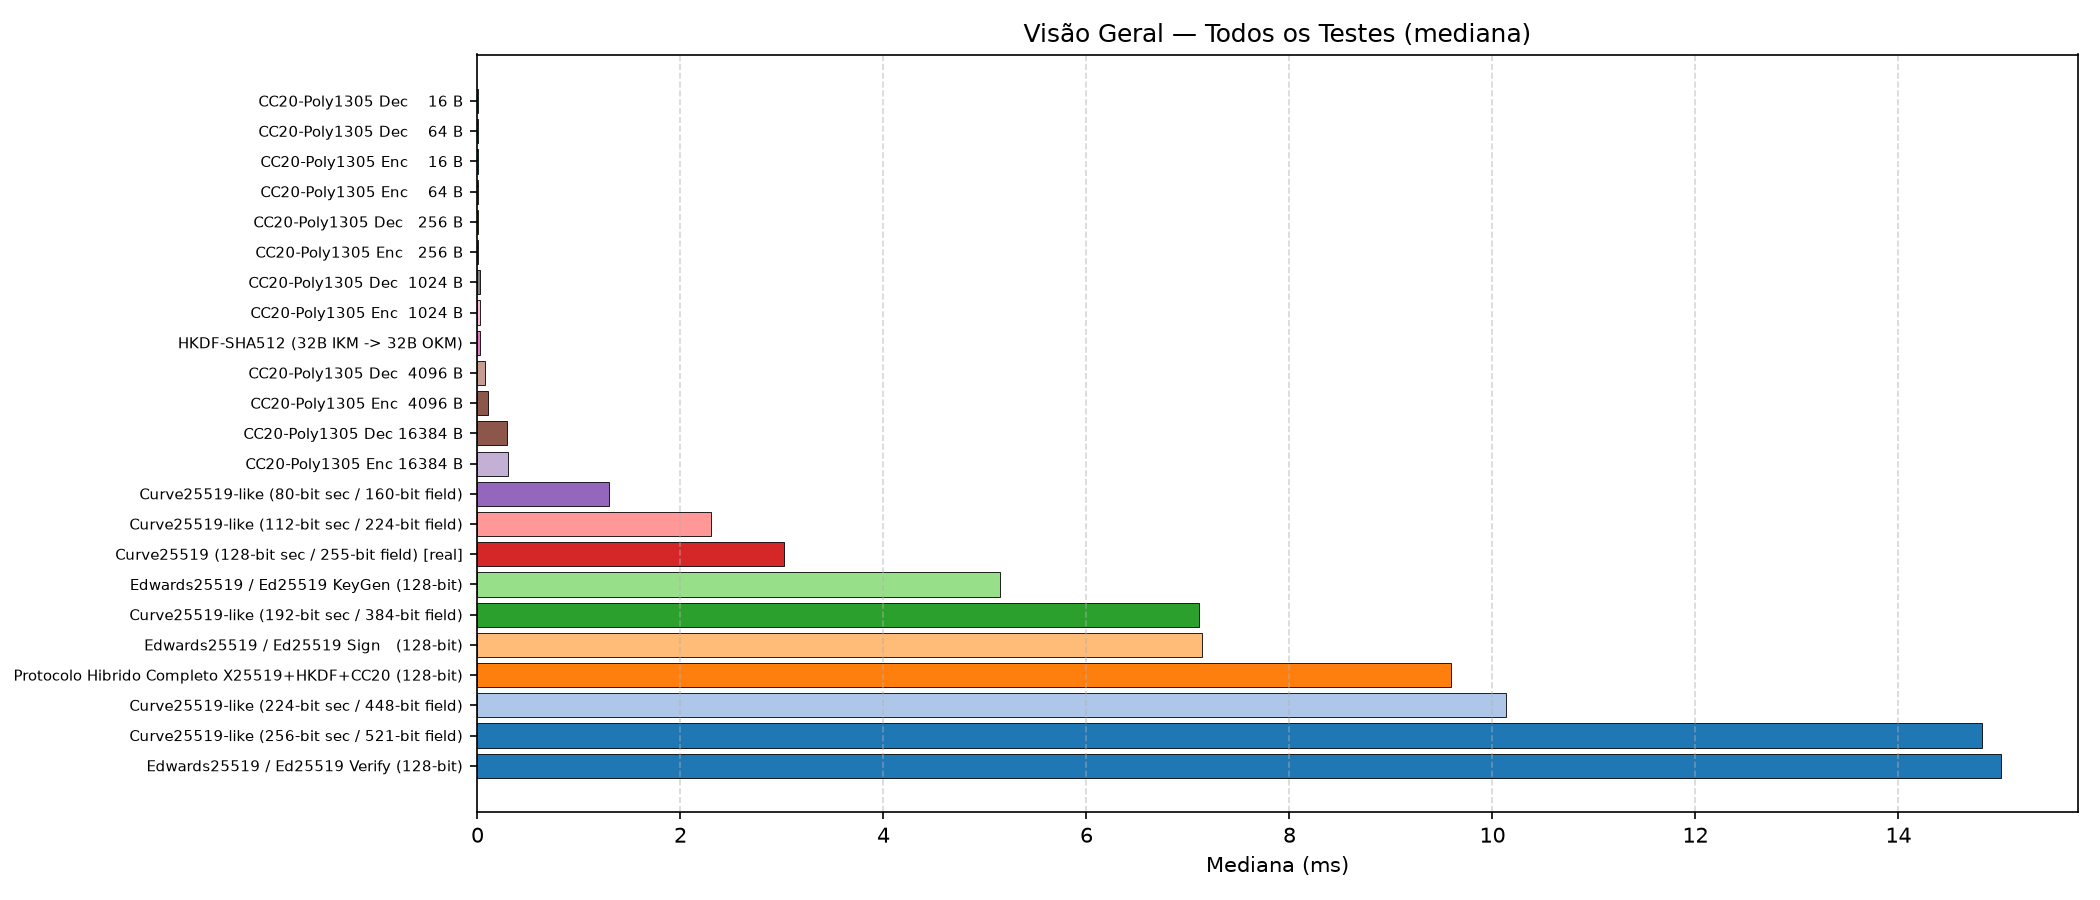 Visão Geral — Todos os Testes (mediana)
CC20-Poly1305 Dec    16 B
CC20-Poly1305 Dec    64 B
CC20-Poly1305 Enc    16 B
CC20-Poly1305 Enc    64 B
CC20-Poly1305 Dec   256 B
CC20-Poly1305 Enc   256 B
CC20-Poly1305 Dec  1024 B
CC20-Poly1305 Enc  1024 B
HKDF-SHA512 (32B IKM -> 32B OKM)
CC20-Poly1305 Dec  4096 B
CC20-Poly1305 Enc  4096 B
CC20-Poly1305 Dec 16384 B
CC20-Poly1305 Enc 16384 B
Curve25519-like (80-bit sec / 160-bit field)
Curve25519-like (112-bit sec / 224-bit field)
Curve25519 (128-bit sec / 255-bit field) [real]
Edwards25519 / Ed25519 KeyGen (128-bit)
Curve25519-like (192-bit sec / 384-bit field)
Edwards25519 / Ed25519 Sign   (128-bit)
Protocolo Hibrido Completo X25519+HKDF+CC20 (128-bit)
Curve25519-like (224-bit sec / 448-bit field)
Curve25519-like (256-bit sec / 521-bit field)
Edwards25519 / Ed25519 Verify (128-bit)
0 2 4 6 8 10 12 14
Mediana (ms)